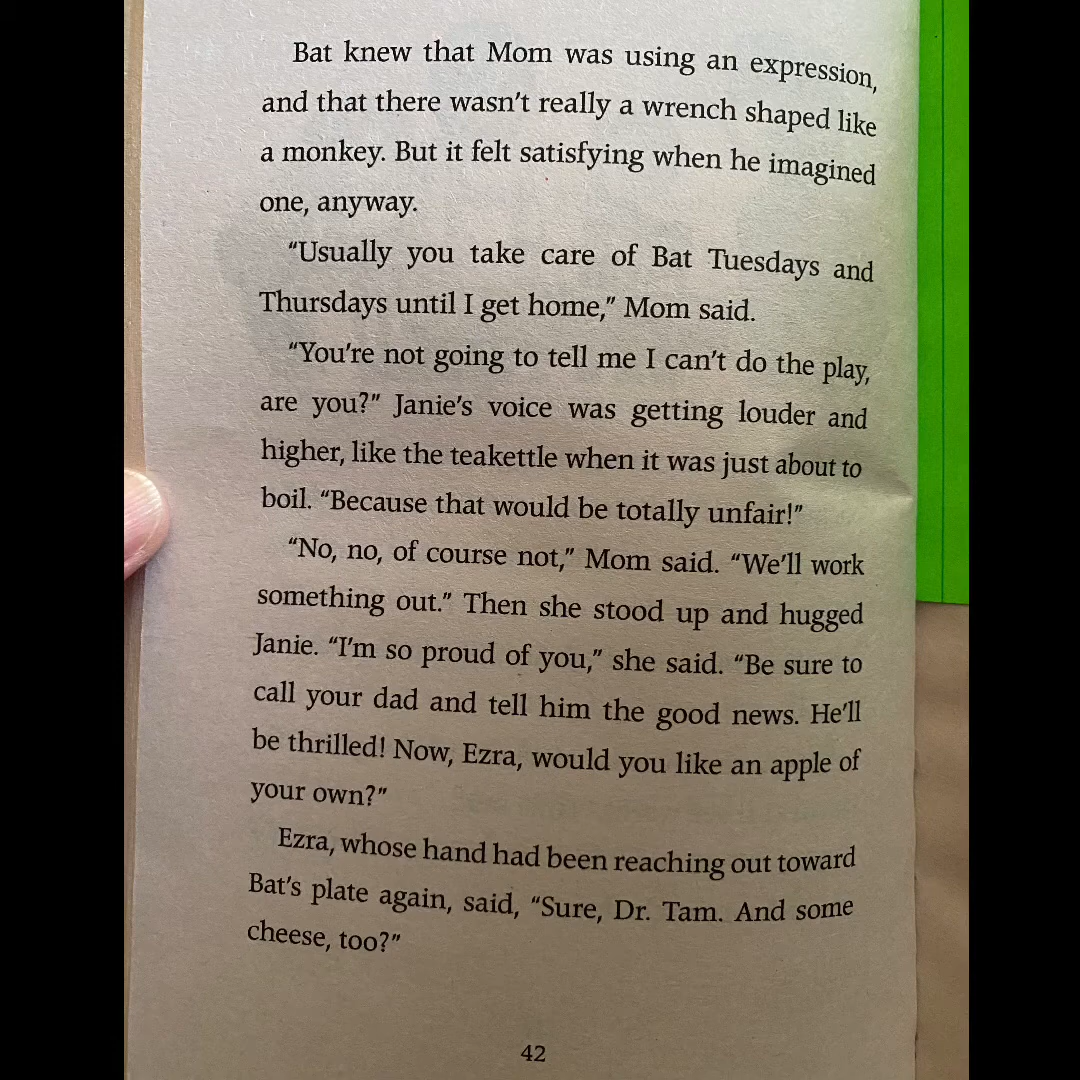 Bat knew that Mom was using an expression,
and that there wasn't really a wrench shaped like
a monkey. But it felt satisfying when he imagined
one, anyway.
"Usually you take care of Bat Tuesdays and
Thursdays until I get home," Mom said.
"You're not going to tell me I can't do the play,
are you?" Janie's voice was getting louder and
higher, like the teakettle when it was just about to
boil. "Because that would be totally unfair!"
"No, no, of course not," Mom said. "We'll work
something out." Then she stood up and hugged
Janie. "I'm so proud of you," she said. "Be sure to
call your dad and tell him the good news. He'll
be thrilled! Now, Ezra, would you like an apple of
your own?"
Ezra, whose hand had been reaching out toward
Bat's plate again, said, "Sure, Dr. Tam. And some
cheese, too?"
42